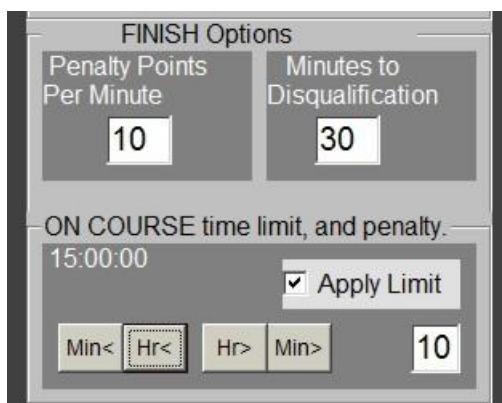 FINISH Options
Penalty Points
Per Minute
10
Minutes to
Disqualification
30
ON COURSE time limit, and penalty.
15:00:00
Apply Limit
Min< Hr< Hr> Min> 10